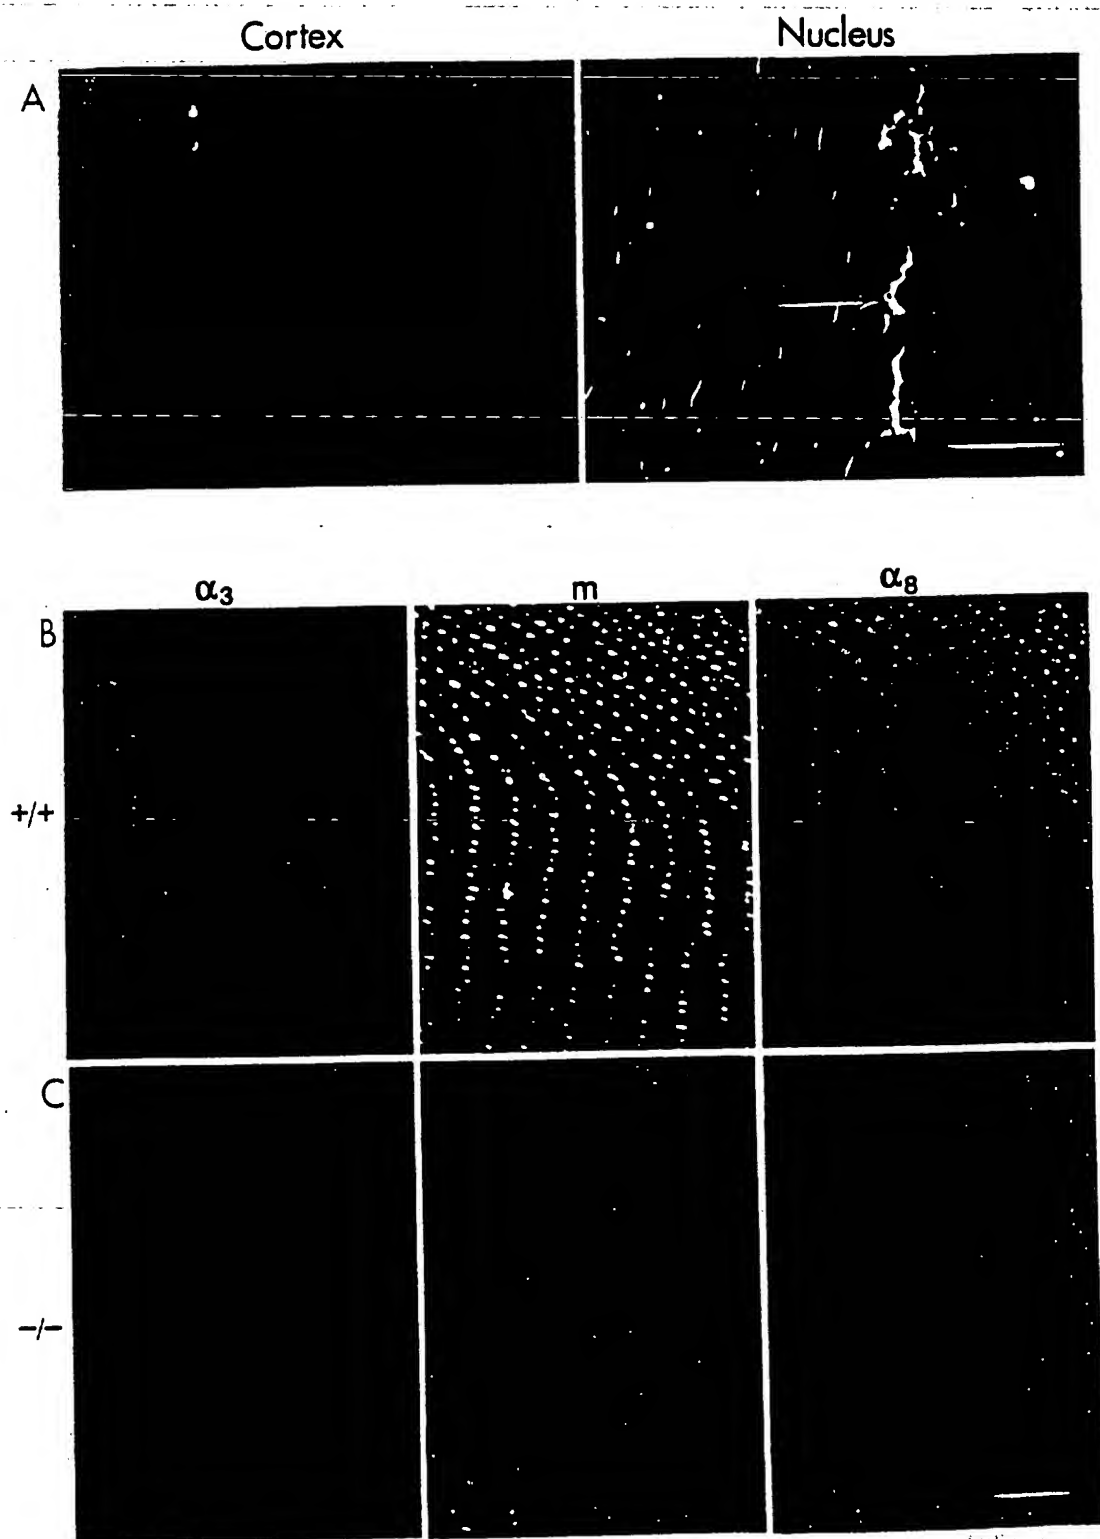 Cortex Nucleus
A
α₃ m α₈
B
+/+
C
-/-